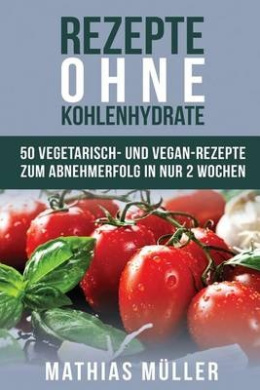 REZEPTE
OHNE
KOHLENHYDRATE
50 VEGETARISCH- UND VEGAN-REZEPTE
ZUM ABNEHMERFOLG IN NUR 2 WOCHEN
MATHIAS MÜLLER